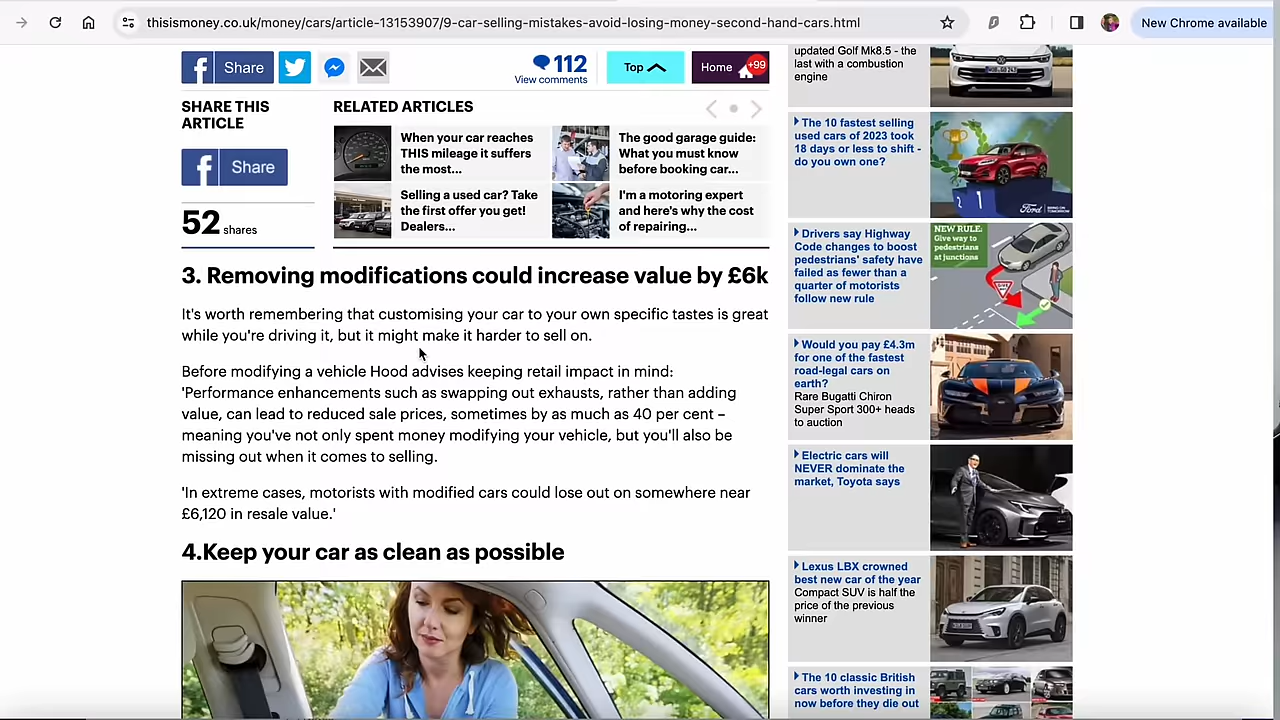 thisismoney.co.uk/money/cars/article-13153907/9-car-selling-mistakes-avoid-losing-money-second-hand-cars.html
New Chrome available
Share
112
View comments
Top
Home
+99
SHARE THIS
ARTICLE
Share
52 shares
RELATED ARTICLES
When your car reaches
THIS mileage it suffers
the most...
The good garage guide:
What you must know
before booking car...
Selling a used car? Take
the first offer you get!
Dealers...
I'm a motoring expert
and here's why the cost
of repairing...
3. Removing modifications could increase value by £6k
It's worth remembering that customising your car to your own specific tastes is great
while you're driving it, but it might make it harder to sell on.
Before modifying a vehicle Hood advises keeping retail impact in mind:
'Performance enhancements such as swapping out exhausts, rather than adding
value, can lead to reduced sale prices, sometimes by as much as 40 per cent –
meaning you've not only spent money modifying your vehicle, but you'll also be
missing out when it comes to selling.
'In extreme cases, motorists with modified cars could lose out on somewhere near
£6,120 in resale value.'
4.Keep your car as clean as possible
updated Golf Mk8.5 - the
last with a combustion
engine
The 10 fastest selling
used cars of 2023 took
18 days or less to shift -
do you own one?
2
1
Ford
Drivers say Highway
Code changes to boost
pedestrians' safety have
failed as fewer than a
quarter of motorists
follow new rule
NEW RULE:
Give way to
pedestrians
at junctions
GIVE WAY
Would you pay £4.3m
for one of the fastest
road-legal cars on
earth?
Rare Bugatti Chiron
Super Sport 300+ heads
to auction
Electric cars will
NEVER dominate the
market, Toyota says
Lexus LBX crowned
best new car of the year
Compact SUV is half the
price of the previous
winner
The 10 classic British
cars worth investing in
now before they die out